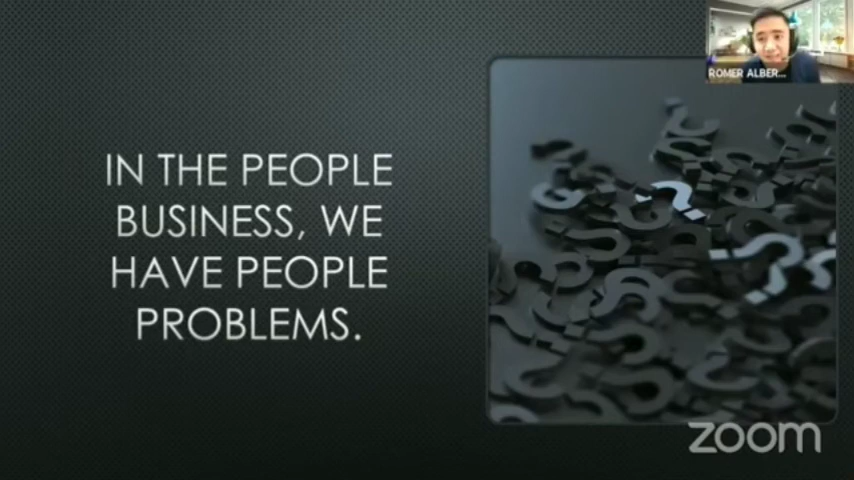 ROMER ALBER...
IN THE PEOPLE
BUSINESS, WE
HAVE PEOPLE
PROBLEMS.
zoom